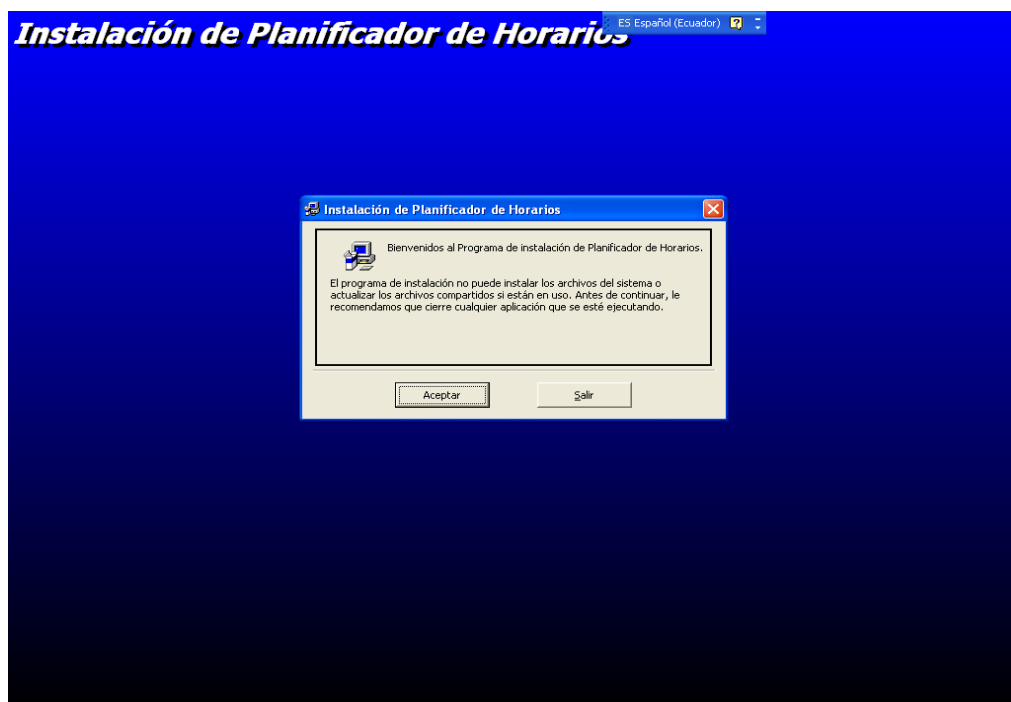 Instalación de Planificador de Horarios
ES Español (Ecuador)
Instalación de Planificador de Horarios
Bienvenidos al Programa de instalación de Planificador de Horarios.
El programa de instalación no puede instalar los archivos del sistema o
actualizar los archivos compartidos si están en uso. Antes de continuar, le
recomendamos que cierre cualquier aplicación que se esté ejecutando.
Aceptar
Salir